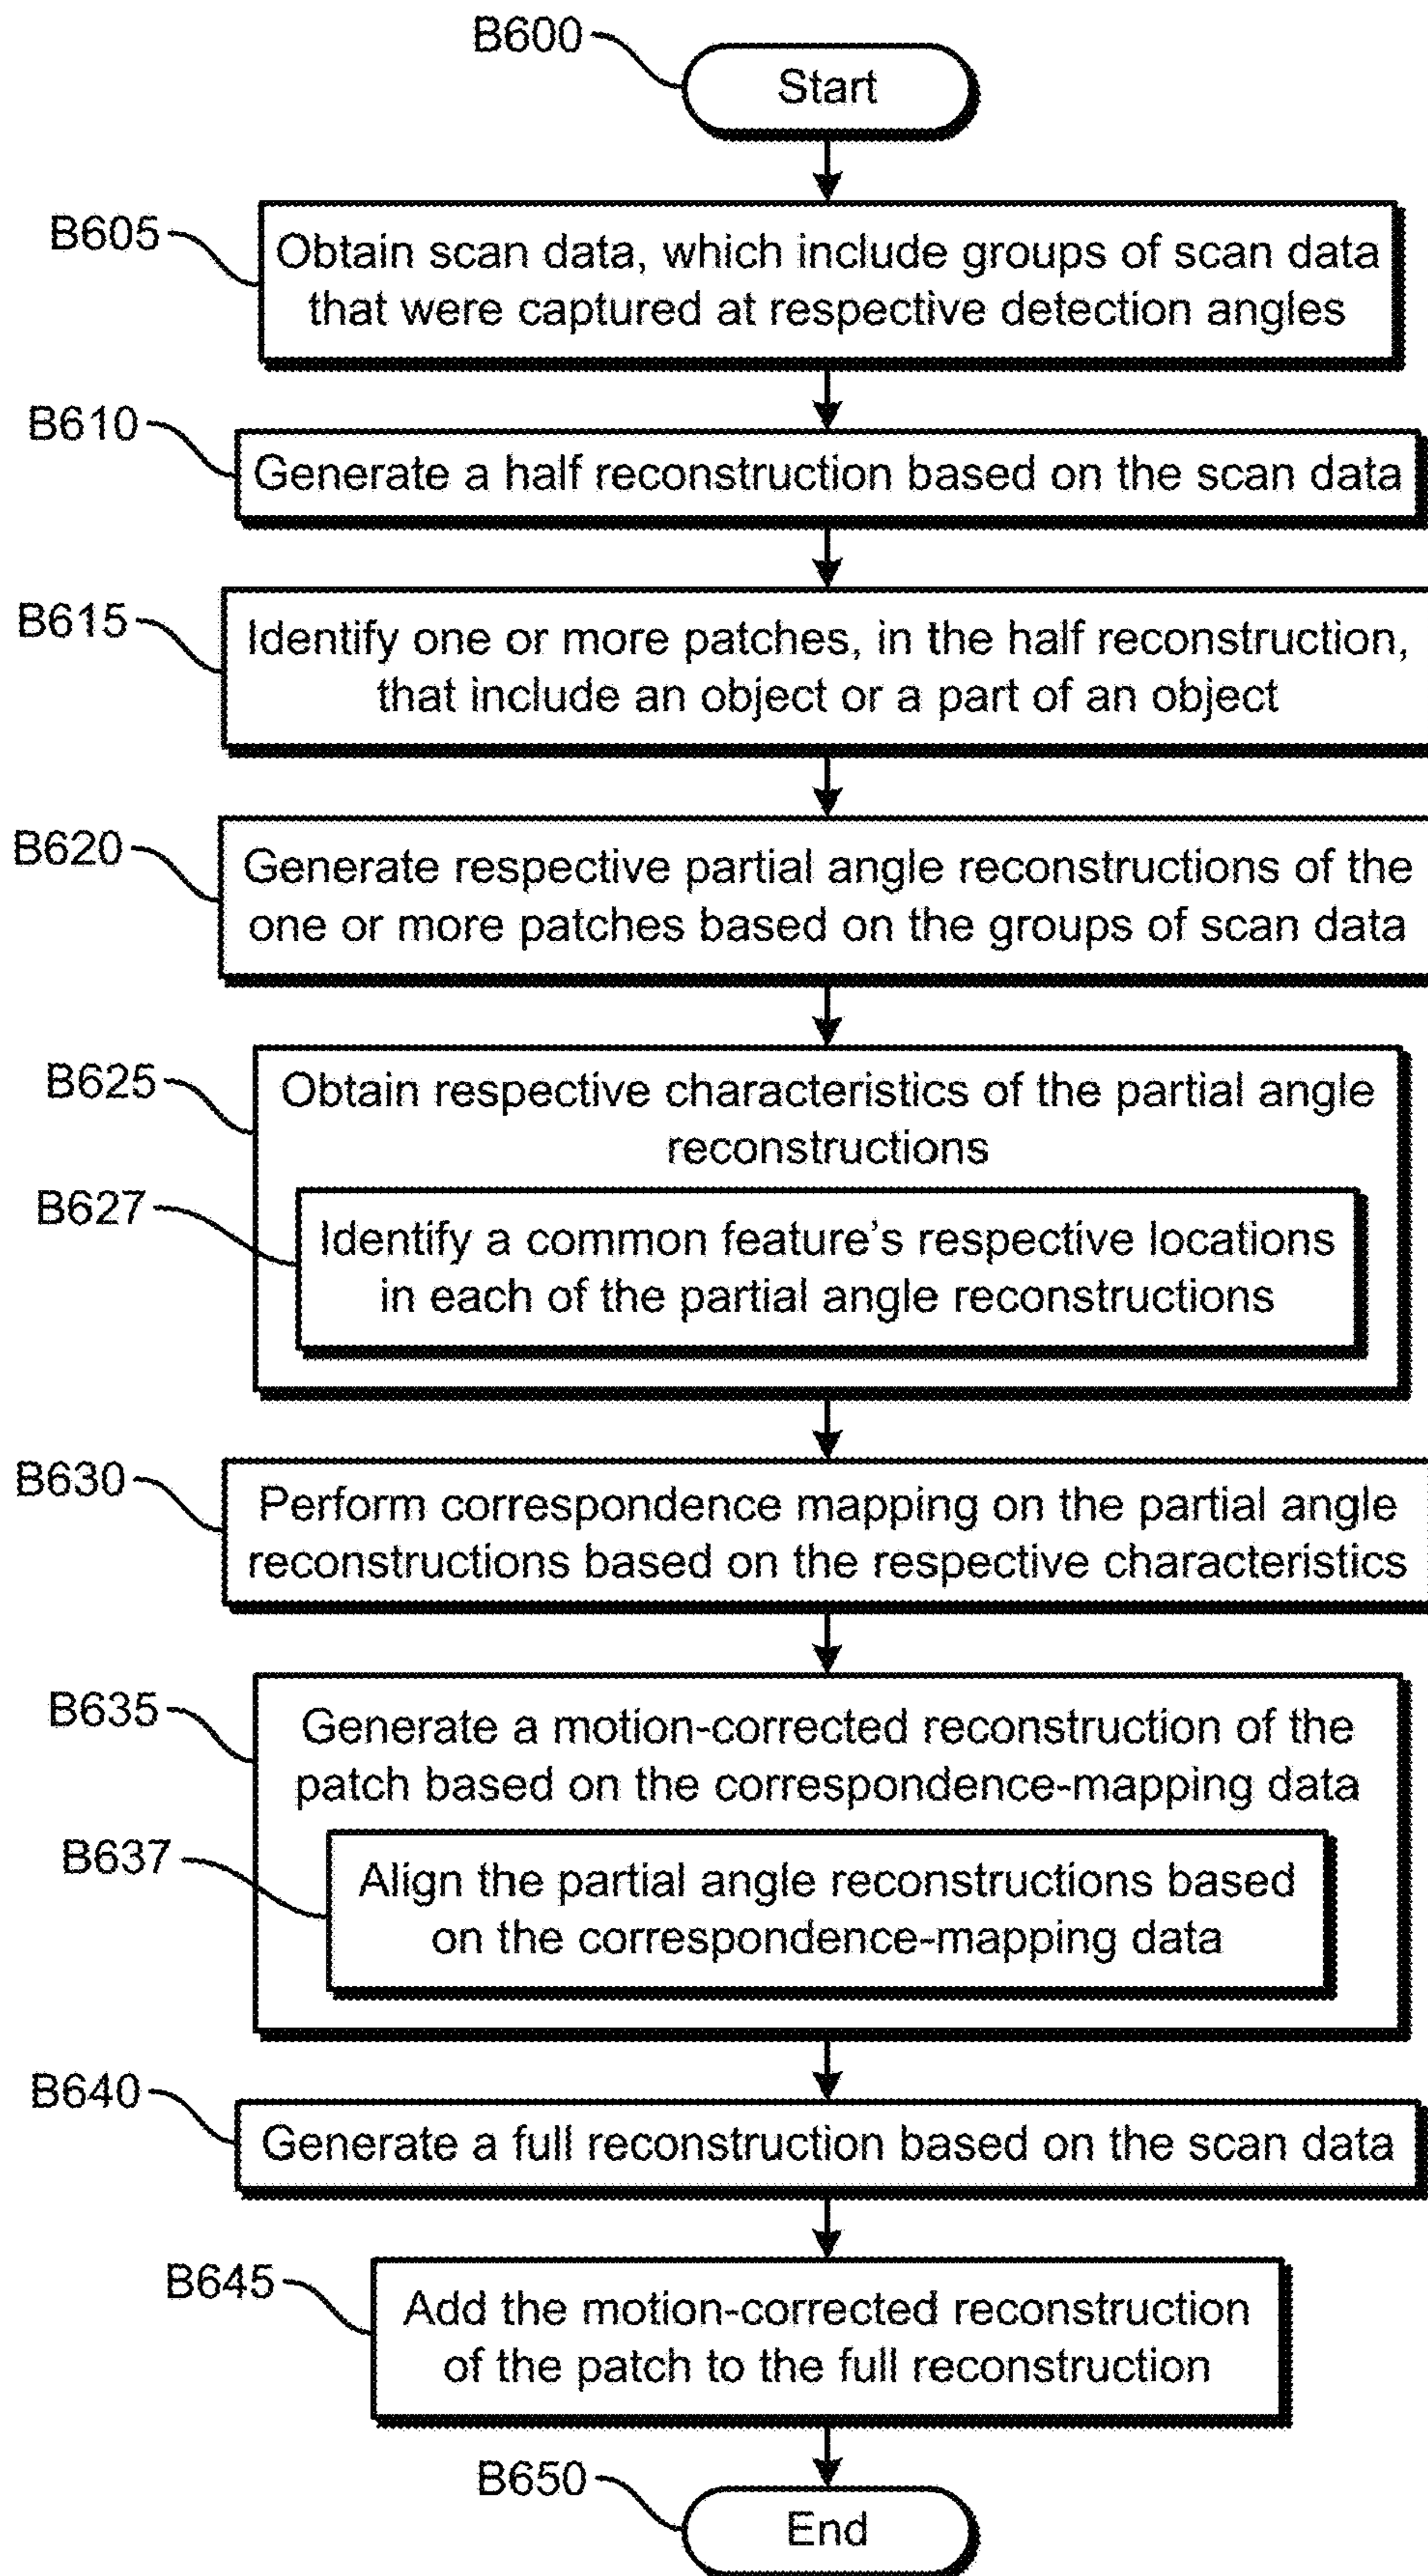 B600
Start
B605
Obtain scan data, which include groups of scan data
that were captured at respective detection angles
B610
Generate a half reconstruction based on the scan data
B615
Identify one or more patches, in the half reconstruction,
that include an object or a part of an object
B620
Generate respective partial angle reconstructions of the
one or more patches based on the groups of scan data
B625
Obtain respective characteristics of the partial angle
reconstructions
B627
Identify a common feature's respective locations
in each of the partial angle reconstructions
B630
Perform correspondence mapping on the partial angle
reconstructions based on the respective characteristics
B635
Generate a motion-corrected reconstruction of the
patch based on the correspondence-mapping data
B637
Align the partial angle reconstructions based
on the correspondence-mapping data
B640
Generate a full reconstruction based on the scan data
B645
Add the motion-corrected reconstruction
of the patch to the full reconstruction
B650
End